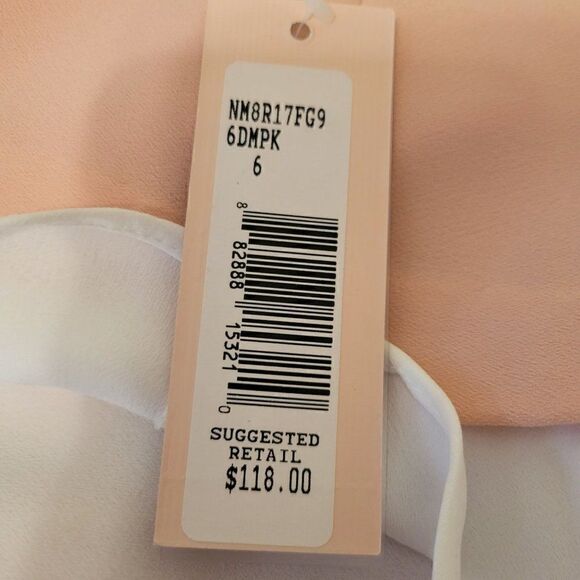 NM8R17FG9
6DMPK
6
8 82888 15321 0
SUGGESTED
RETAIL
$118.00